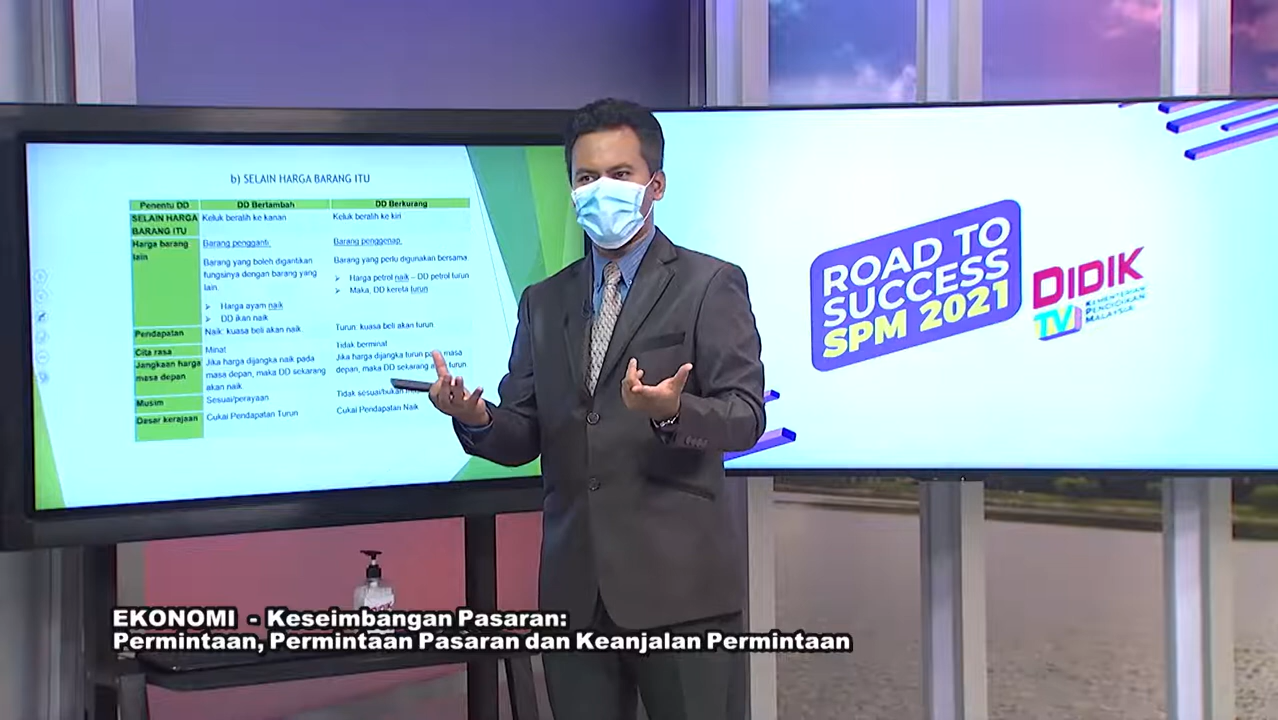 b) SELAIN HARGA BARANG ITU
Penentu DD DD Bertambah DD Berkurang
SELAIN HARGA BARANG ITU Keluk beralih ke kanan Keluk beralih ke kiri
Harga barang lain
Barang pengganti
Barang yang boleh digantikan
fungsinya dengan barang yang
lain.
Harga ayam naik
DD ikan naik
Barang penggenap
Barang yang perlu digunakan bersama
Harga petrol naik – DD petrol turun
Maka, DD kereta turun
Pendapatan Naik: kuasa beli akan naik Turun: kuasa beli akan turun
Cita rasa Minat Tidak berminat
Jangkaan harga masa depan
Jika harga dijangka naik pada
masa depan, maka DD sekarang
akan naik
Jika harga dijangka turun masa
depan, maka DD sekarang turun
Musim Sesuai/perayaan Tidak sesuai/bukan
Dasar kerajaan Cukai Pendapatan Turun Cukai Pendapatan Naik
ROAD TO
SUCCESS
SPM 2021
DIDIK
TV
KEMENTERIAN
PENDIDIKAN
MALAYSIA
EKONOMI - Keseimbangan Pasaran:
Permintaan, Permintaan Pasaran dan Keanjalan Permintaan